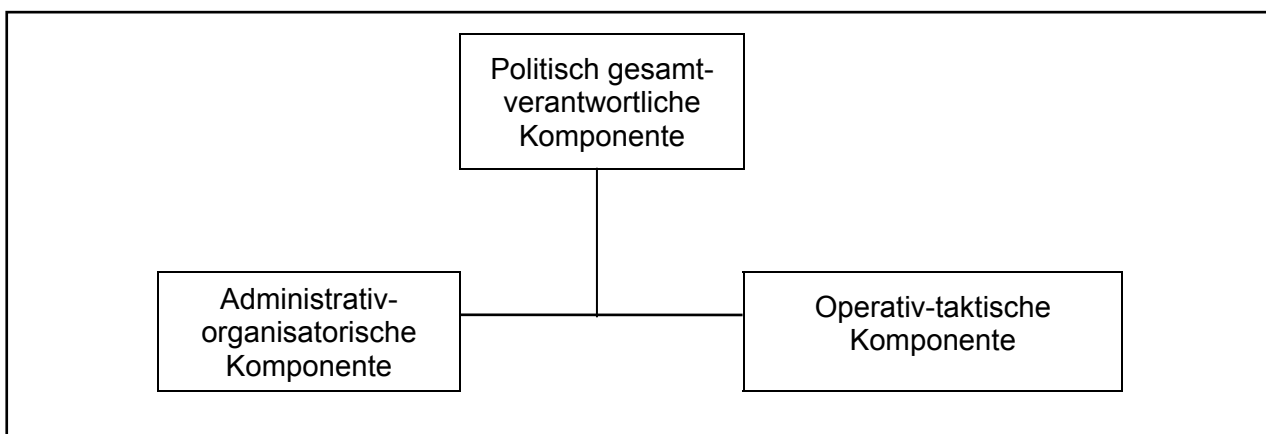 Politisch gesamt-
verantwortliche
Komponente
Administrativ-
organisatorische
Komponente
Operativ-taktische
Komponente